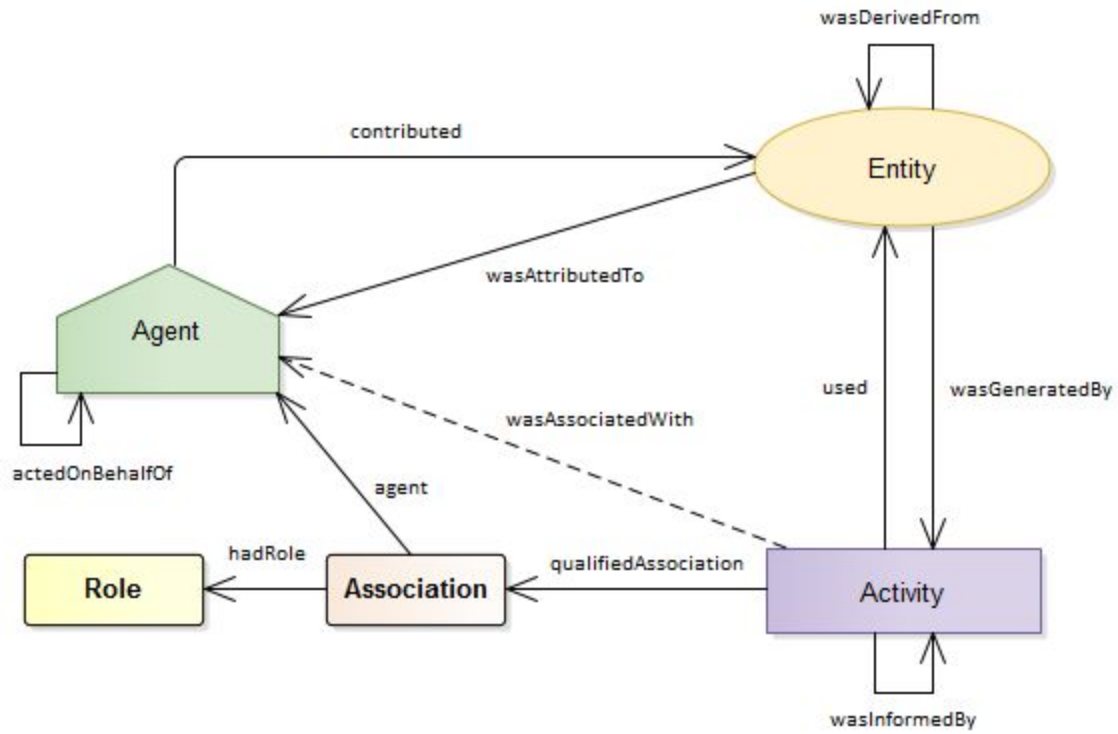 wasDerivedFrom
contributed
Entity
wasAttributedTo
Agent
used
wasGeneratedBy
wasAssociatedWith
actedOnBehalfOf
agent
hadRole
qualifiedAssociation
Role
Association
Activity
wasInformedBy